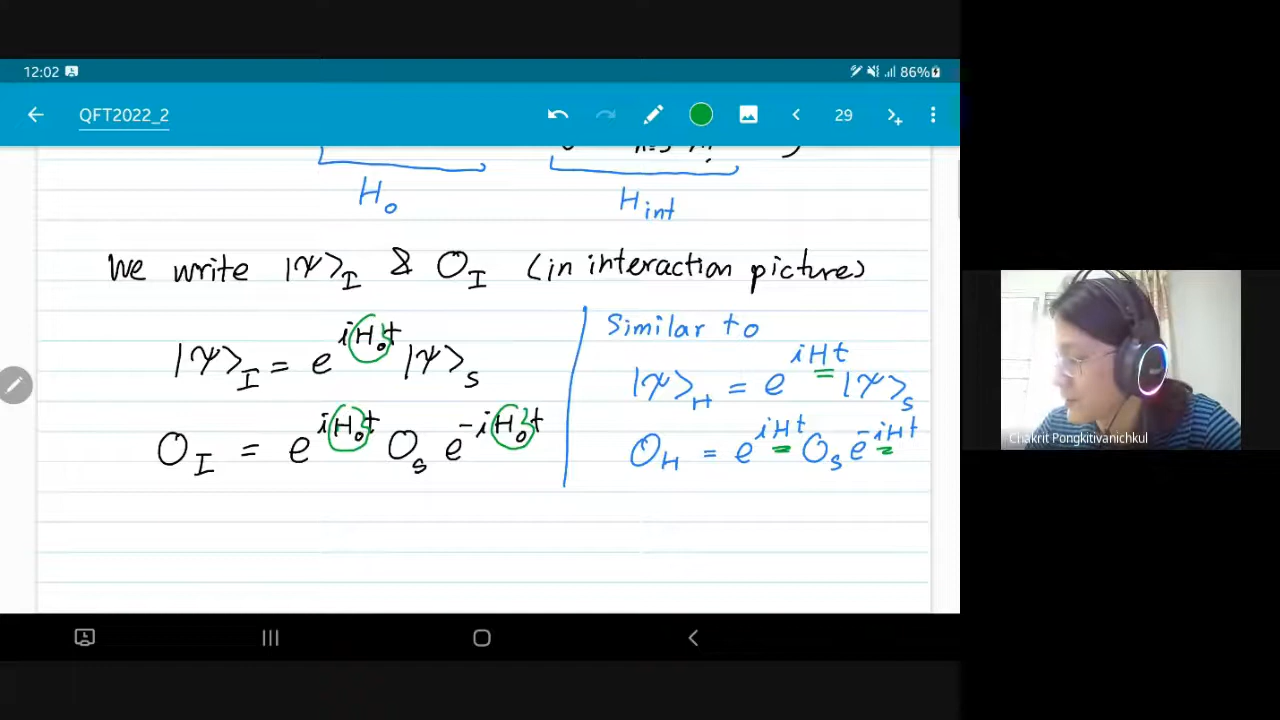 12:02 86%
QFT2022_2 29
H₀ H_int
We write |ψ⟩_I & O_I (in interaction picture)
|ψ⟩_I = e^{iH₀t} |ψ⟩_S
O_I = e^{iH₀t} O_S e^{-iH₀t}
Similar to
|ψ⟩_H = e^{iHt} |ψ⟩_S
O_H = e^{iHt} O_S e^{-iHt}
Chakrit Pongkitivanichkul